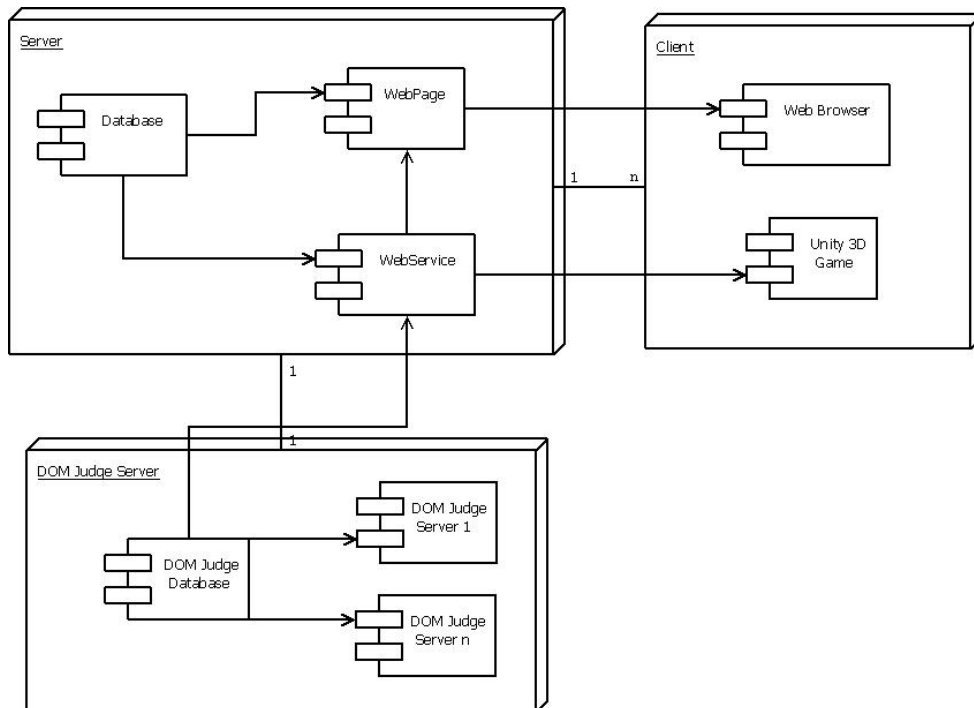 Server
Client
WebPage
Web Browser
Database
1
n
WebService
Unity 3D
Game
1
1
DOM Judge Server
DOM Judge
Server 1
DOM Judge
Database
DOM Judge
Server n